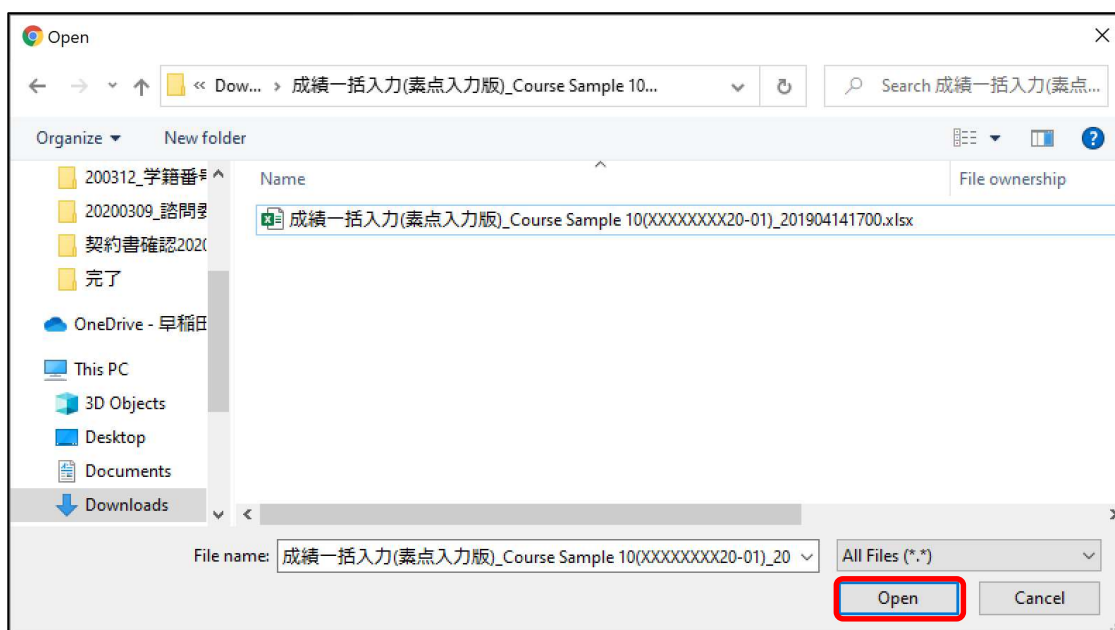 Open
« Dow... › 成績一括入力(素点入力版)_Course Sample 10...
Search 成績一括入力(素点...
Organize
New folder
200312_学籍番号
20200309_諮問委
契約書確認2020
完了
OneDrive - 早稲田
This PC
3D Objects
Desktop
Documents
Downloads
Name
File ownership
成績一括入力(素点入力版)_Course Sample 10(XXXXXXXX20-01)_201904141700.xlsx
File name: 成績一括入力(素点入力版)_Course Sample 10(XXXXXXXX20-01)_20
All Files (*.*)
Open
Cancel